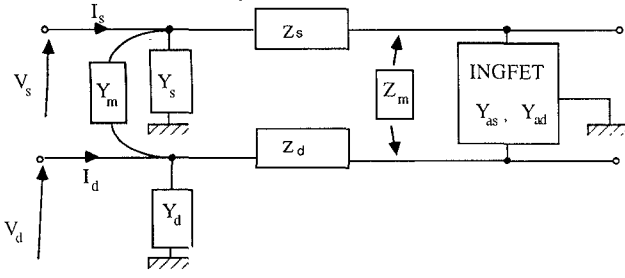 I_s
Z_s
INGFET
Y_as , Y_ad
V_s
Y_m
Y_s
Z_m
Z_d
I_d
V_d
Y_d